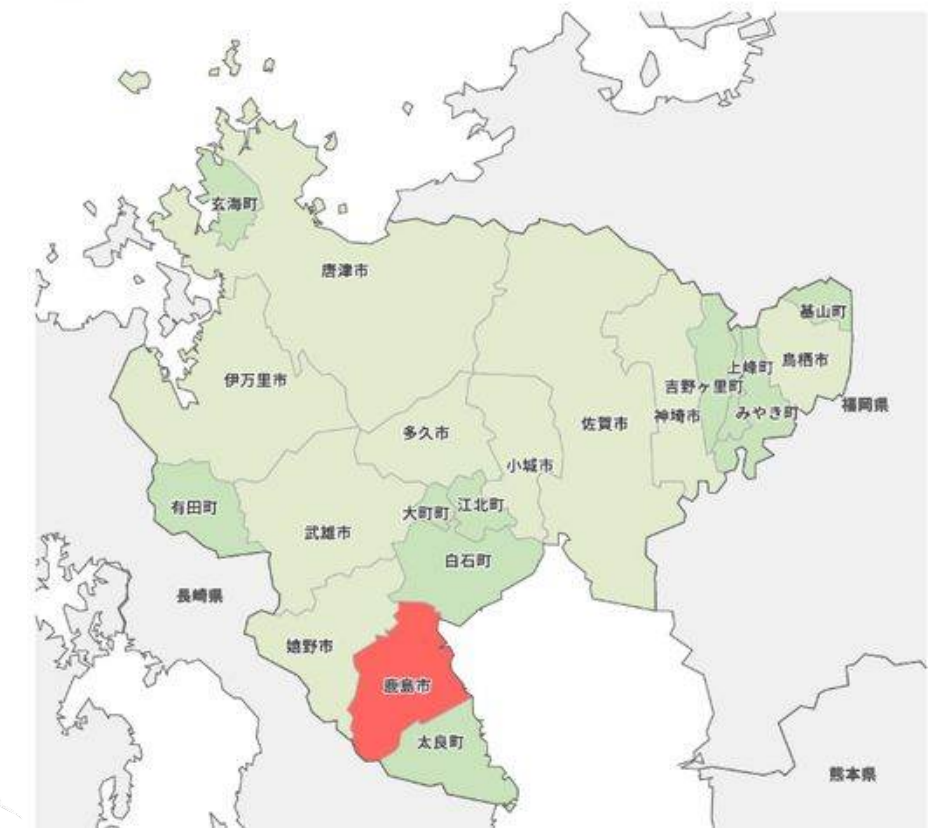 玄海町
唐津市
基山町
鳥栖市
上峰町
伊万里市
吉野ヶ里町
福岡県
みやき町
神埼市
佐賀市
多久市
小城市
有田町
江北町
大町町
武雄市
白石町
長崎県
嬉野市
鹿島市
太良町
熊本県